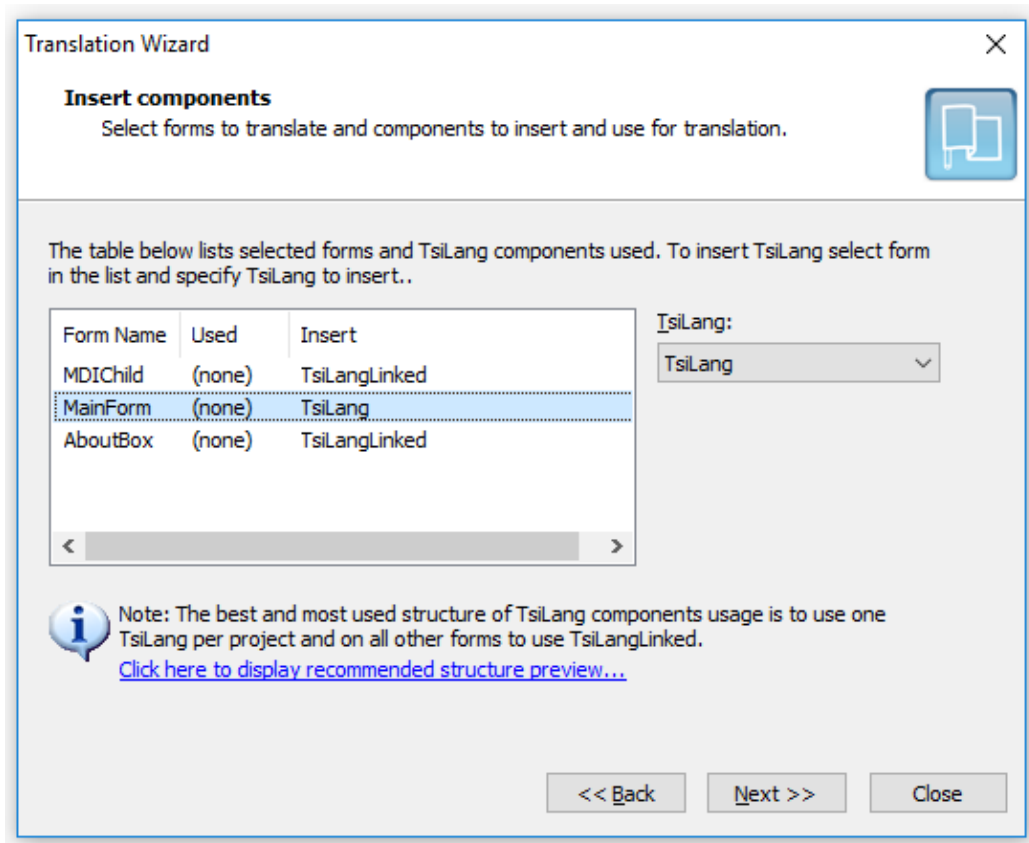 Translation Wizard
Insert components
Select forms to translate and components to insert and use for translation.
The table below lists selected forms and TsiLang components used. To insert TsiLang select form
in the list and specify TsiLang to insert..
Form Name Used Insert
MDIChild (none) TsiLangLinked
MainForm (none) TsiLang
AboutBox (none) TsiLangLinked
TsiLang:
TsiLang
Note: The best and most used structure of TsiLang components usage is to use one
TsiLang per project and on all other forms to use TsiLangLinked.
Click here to display recommended structure preview...
<< Back Next >> Close